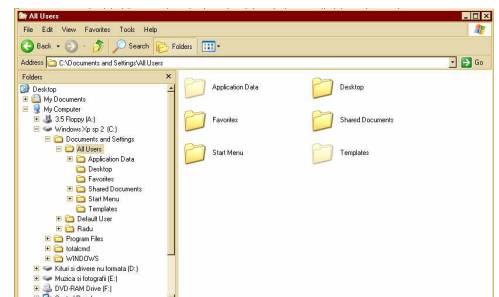 All Users
File Edit View Favorites Tools Help
Back Search Folders
Address C:\Documents and Settings\All Users Go
Folders
Desktop
My Documents
My Computer
3.5 Floppy (A:)
Windows Xp sp 2 (C:)
Documents and Settings
All Users
Application Data
Desktop
Favorites
Shared Documents
Start Menu
Templates
Default User
Radu
Program Files
totalcmd
WINDOWS
Kituri si drivere nu formata (D:)
Muzica si fotografii (E:)
DVD-RAM Drive (F:)
Application Data Desktop
Favorites Shared Documents
Start Menu Templates